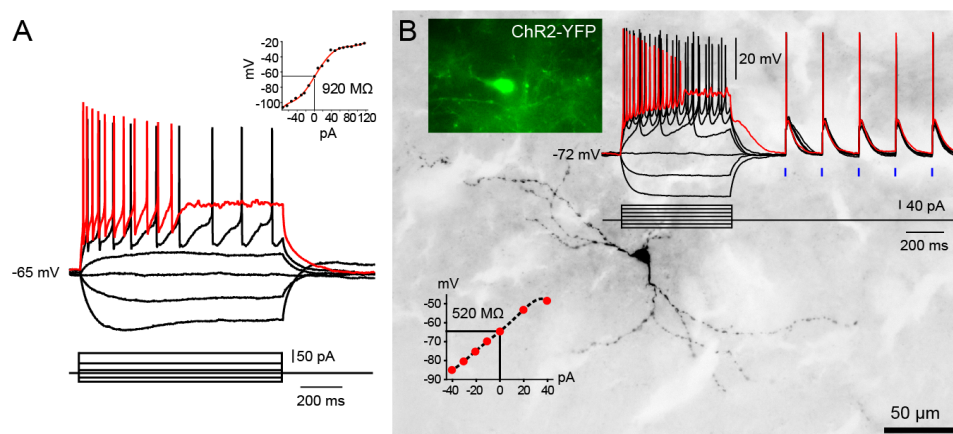 A
mV
-20
-40
-60
-80
-100
920 MΩ
-40
0
40
80
120
pA
-65 mV
50 pA
200 ms
B
ChR2-YFP
20 mV
-72 mV
40 pA
200 ms
mV
-50
-60
-70
-80
-90
520 MΩ
-40
-20
0
20
40
pA
50 µm